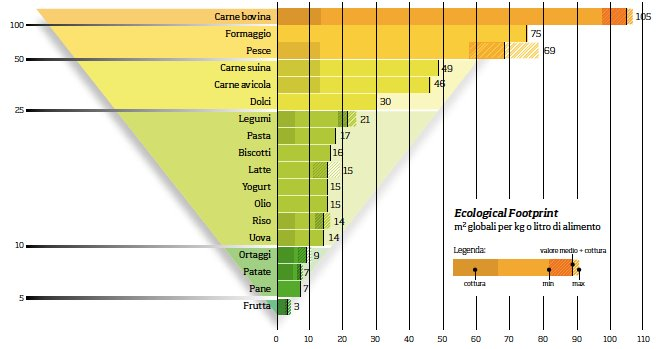 Carne bovina 105
100
Formaggio 75
Pesce 69
50
Carne suina 49
Carne avicola 46
Dolci 30
25
Legumi 21
Pasta 17
Biscotti 16
Latte 15
Yogurt 15
Olio 15
Riso 14
Uova 14
10
Ortaggi 9
Patate 7
Pane 7
5
Frutta 3
Ecological Footprint
m² globali per kg o litro di alimento
Legenda:
valore medio + cottura
cottura min max
0 10 20 30 40 50 60 70 80 90 100 110